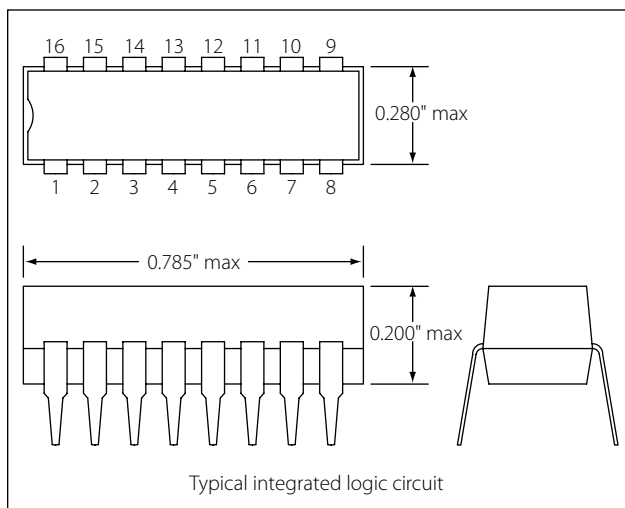 16 15 14 13 12 11 10 9
0.280" max
1 2 3 4 5 6 7 8
0.785" max
0.200" max
Typical integrated logic circuit